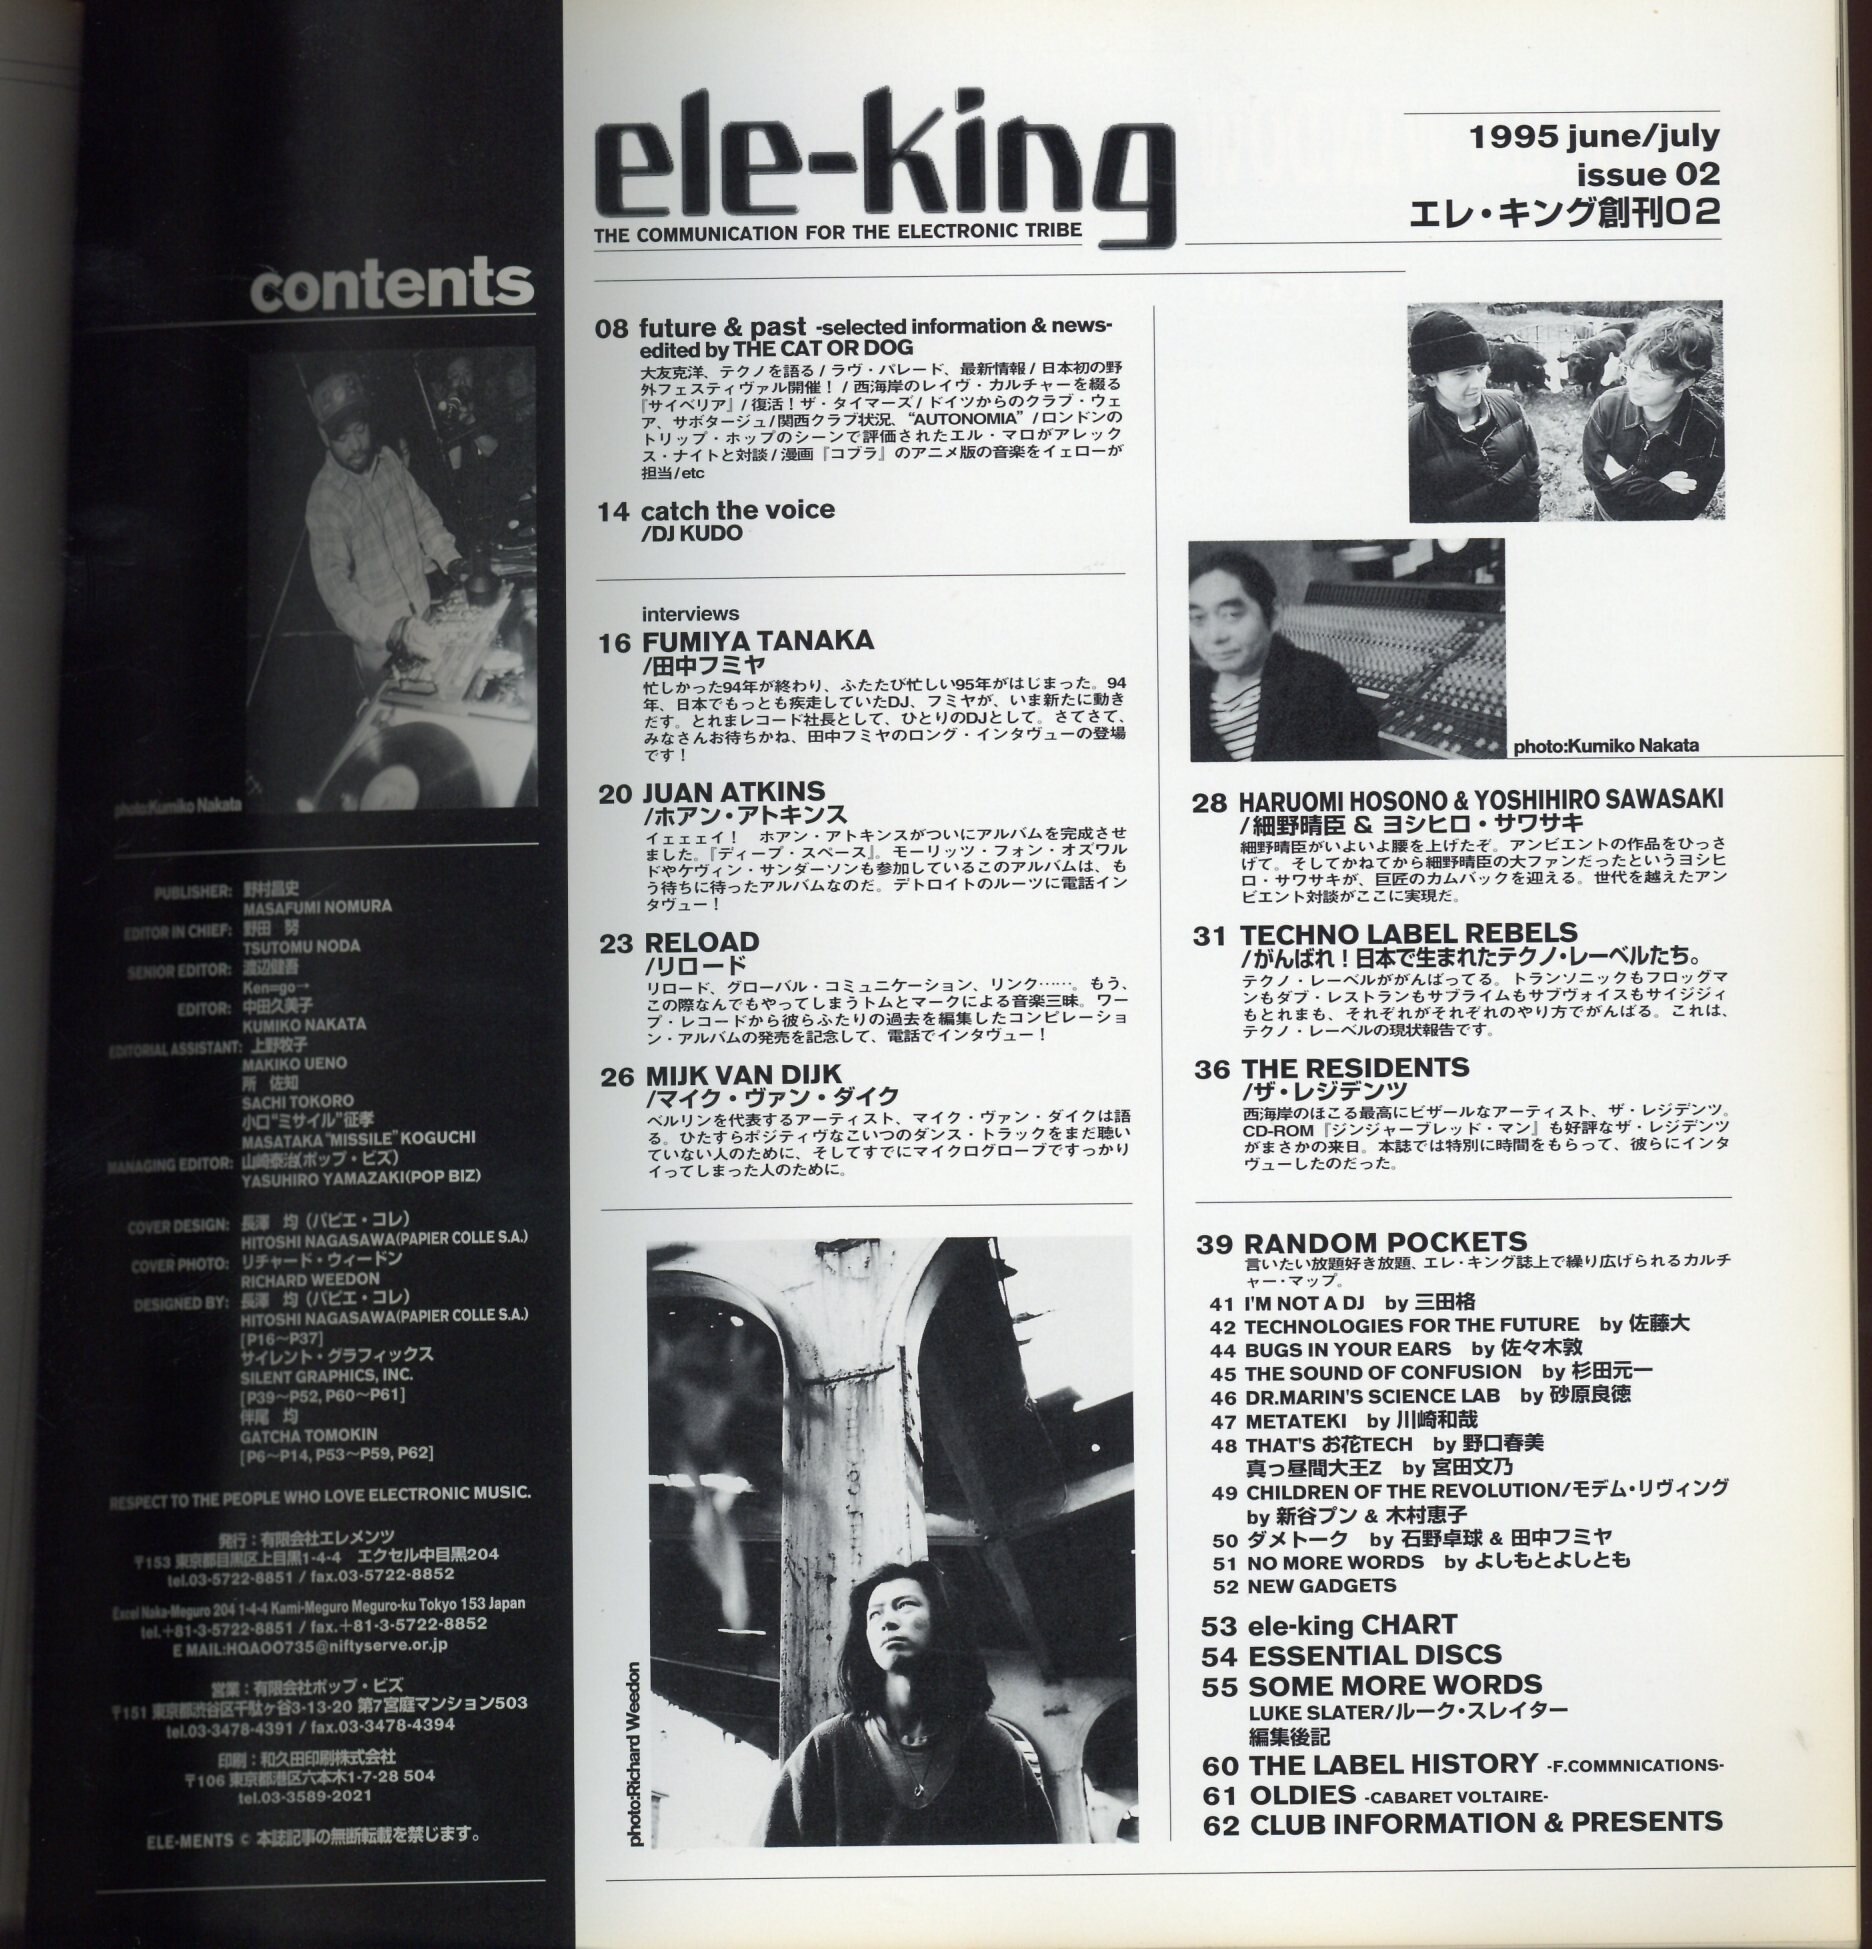 contents
photo:Kumiko Nakata
PUBLISHER: 野村昌史
MASAFUMI NOMURA
EDITOR IN CHIEF: 野田 努
TSUTOMU NODA
SENIOR EDITOR: 渡辺健吾
Ken=go→
EDITOR: 中田久美子
KUMIKO NAKATA
EDITORIAL ASSISTANT: 上野牧子
MAKIKO UENO
所 佐知
SACHI TOKORO
小口“ミサイル”征孝
MASATAKA “MISSILE” KOGUCHI
MANAGING EDITOR: 山崎泰治(ポップ・ビズ)
YASUHIRO YAMAZAKI(POP BIZ)
COVER DESIGN: 長澤 均 (パピエ・コレ)
HITOSHI NAGASAWA(PAPIER COLLE S.A.)
COVER PHOTO: リチャード・ウィードン
RICHARD WEEDON
DESIGNED BY: 長澤 均 (パピエ・コレ)
HITOSHI NAGASAWA(PAPIER COLLE S.A.)
[P16〜P37]
サイレント・グラフィックス
SILENT GRAPHICS, INC.
[P39〜P52, P60〜P61]
伴尾 均
GATCHA TOMOKIN
[P6〜P14, P53〜P59, P62]
RESPECT TO THE PEOPLE WHO LOVE ELECTRONIC MUSIC.
発行：有限会社エレメンツ
〒153 東京都目黒区上目黒1-4-4 エクセル中目黒204
tel.03-5722-8851 / fax.03-5722-8852
Excel Naka-Meguro 204 1-4-4 Kami-Meguro Meguro-ku Tokyo 153 Japan
tel.+81-3-5722-8851 / fax.+81-3-5722-8852
E MAIL:HQA00735@niftyserve.or.jp
営業：有限会社ポップ・ビズ
〒151 東京都渋谷区千駄ヶ谷3-13-20 第7宮庭マンション503
tel.03-3478-4391 / fax.03-3478-4394
印刷：和久田印刷株式会社
〒106 東京都港区六本木1-7-28 504
tel.03-3589-2021
ELE-MENTS © 本誌記事の無断転載を禁じます。
ele-king
THE COMMUNICATION FOR THE ELECTRONIC TRIBE
1995 june/july
issue 02
エレ・キング創刊02
08 future & past -selected information & news-
edited by THE CAT OR DOG
大友克洋、テクノを語る / ラヴ・パレード、最新情報 / 日本初の野
外フェスティヴァル開催！ / 西海岸のレイヴ・カルチャーを綴る
『サイベリア』/ 復活！ザ・タイマーズ / ドイツからのクラブ・ウェ
ア、サボタージュ / 関西クラブ状況、“AUTONOMIA” / ロンドンの
トリップ・ホップのシーンで評価されたエル・マロがアレック
ス・ナイトと対談 / 漫画『コブラ』のアニメ版の音楽をイェローが
担当 / etc
14 catch the voice
/DJ KUDO
interviews
16 FUMIYA TANAKA
/田中フミヤ
忙しかった94年が終わり、ふたたび忙しい95年がはじまった。94
年、日本でもっとも疾走していたDJ、フミヤが、いま新たに動き
だす。とれまレコード社長として、ひとりのDJとして。さてさて、
みなさんお待ちかね、田中フミヤのロング・インタヴューの登場
です！
20 JUAN ATKINS
/ホアン・アトキンス
イェェェイ！ ホアン・アトキンスがついにアルバムを完成させ
ました。『ディープ・スペース』。モーリッツ・フォン・オズワル
ドやケヴィン・サンダーソンも参加しているこのアルバムは、も
う待ちに待ったアルバムなのだ。デトロイトのルーツに電話イン
タヴュー！
23 RELOAD
/リロード
リロード、グローバル・コミュニケーション、リンク……。もう、
この際なんでもやってしまうトムとマークによる音楽三昧。ワー
プ・レコードから彼らふたりの過去を編集したコンピレーショ
ン・アルバムの発売を記念して、電話でインタヴュー！
26 MIJK VAN DIJK
/マイク・ヴァン・ダイク
ベルリンを代表するアーティスト、マイク・ヴァン・ダイクは語
る。ひたすらポジティヴなこいつのダンス・トラックをまだ聴い
ていない人のために、そしてすでにマイクログローブですっかり
イってしまった人のために。
photo:Richard Weedon
photo:Kumiko Nakata
28 HARUOMI HOSONO & YOSHIHIRO SAWASAKI
/細野晴臣 & ヨシヒロ・サワサキ
細野晴臣がいよいよ腰を上げたぞ。アンビエントの作品をひっさ
げて。そしてかねてから細野晴臣の大ファンだったというヨシヒ
ロ・サワサキが、巨匠のカムバックを迎える。世代を越えたアン
ビエント対談がここに実現だ。
31 TECHNO LABEL REBELS
/がんばれ！日本で生まれたテクノ・レーベルたち。
テクノ・レーベルががんばってる。トランソニックもフロッグマ
ンもダブ・レストランもサブライムもサブヴォイスもサイジジィ
もとれまも、それぞれがそれぞれのやり方でがんばる。これは、
テクノ・レーベルの現状報告です。
36 THE RESIDENTS
/ザ・レジデンツ
西海岸のほこる最高にビザールなアーティスト、ザ・レジデンツ。
CD-ROM『ジンジャーブレッド・マン』も好評なザ・レジデンツ
がまさかの来日。本誌では特別に時間をもらって、彼らにインタ
ヴューしたのだった。
39 RANDOM POCKETS
言いたい放題好き放題、エレ・キング誌上で繰り広げられるカルチ
ャー・マップ。
41 I'M NOT A DJ by 三田格
42 TECHNOLOGIES FOR THE FUTURE by 佐藤大
44 BUGS IN YOUR EARS by 佐々木敦
45 THE SOUND OF CONFUSION by 杉田元一
46 DR.MARIN'S SCIENCE LAB by 砂原良徳
47 METATEKI by 川崎和哉
48 THAT'S お花TECH by 野口春美
真っ昼間大王Z by 宮田文乃
49 CHILDREN OF THE REVOLUTION/モデム・リヴィング
by 新谷プン & 木村恵子
50 ダメトーク by 石野卓球 & 田中フミヤ
51 NO MORE WORDS by よしもとよしとも
52 NEW GADGETS
53 ele-king CHART
54 ESSENTIAL DISCS
55 SOME MORE WORDS
LUKE SLATER/ルーク・スレイター
編集後記
60 THE LABEL HISTORY -F.COMMNICATIONS-
61 OLDIES -CABARET VOLTAIRE-
62 CLUB INFORMATION & PRESENTS